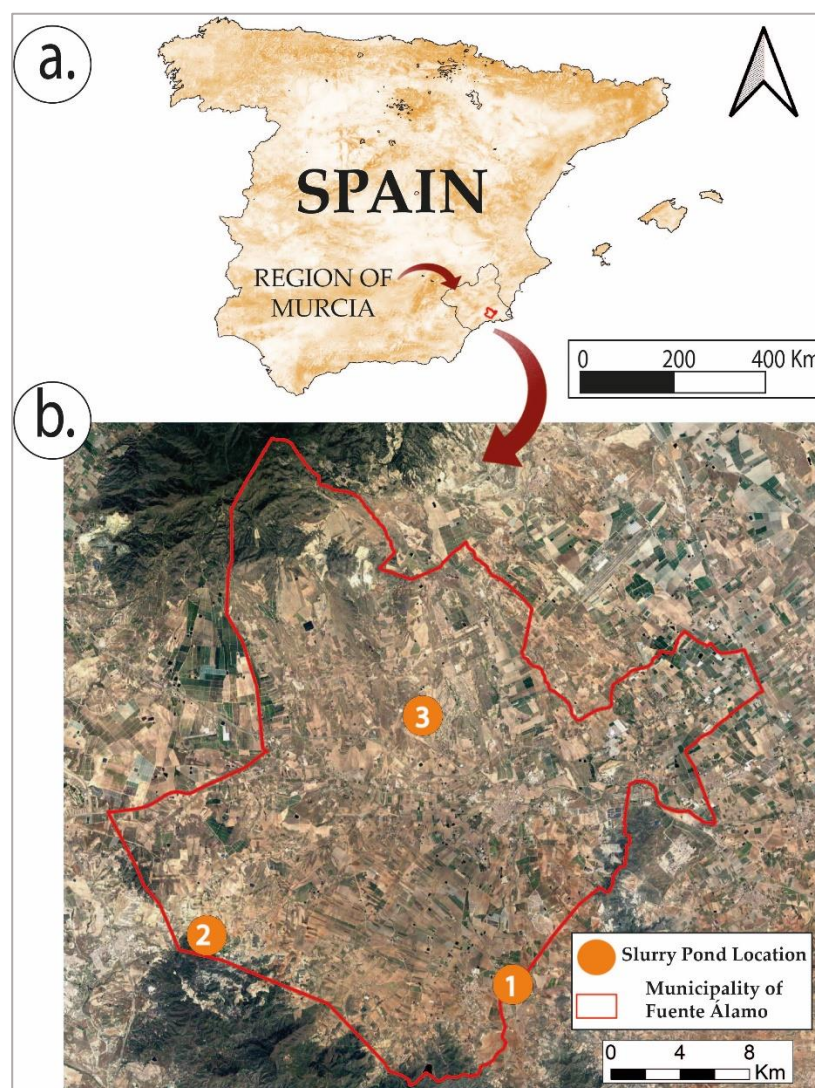 a.
SPAIN
REGION OF
MURCIA
0 200 400 Km
b.
3
2
1
Slurry Pond Location
Municipality of
Fuente Álamo
0 4 8
Km